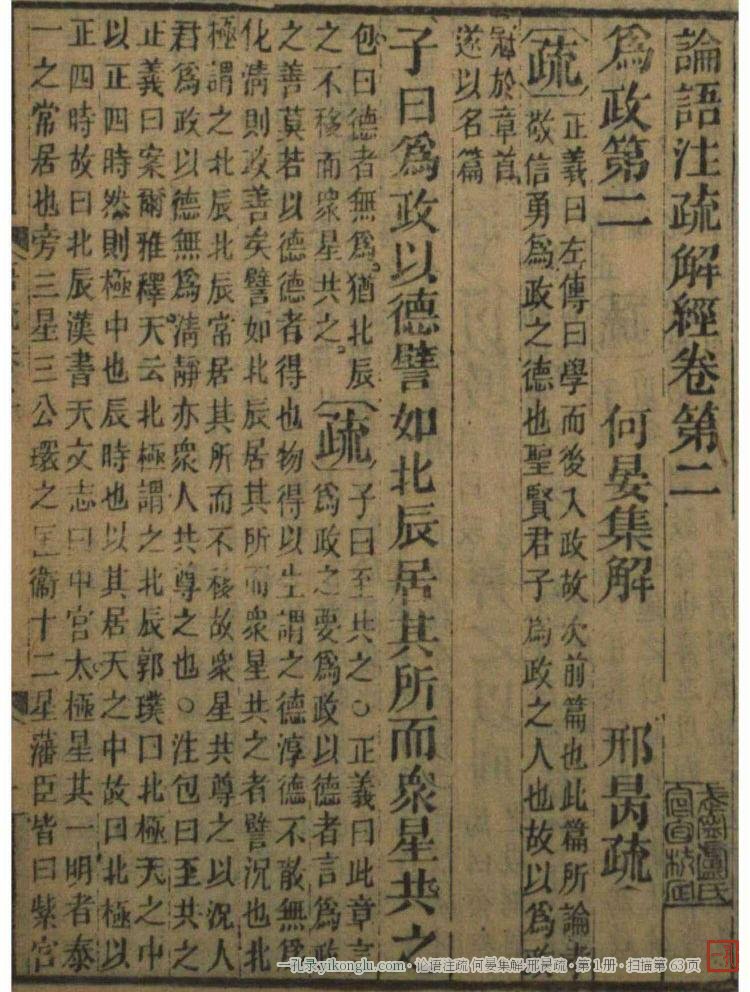 論語注疏解經卷第二
為政第二 何晏集解 邢昺疏
疏 正義曰左傳曰學而後入政故次前篇也此篇所論孝
敬信勇為政之德也聖賢君子為政之人也故以為政
冠於章首
遂以名篇
子曰為政以德譬如北辰居其所而衆星共之
包曰德者無為猶北辰
之不移而衆星共之。
疏 子曰至共之○正義曰此章言
為政之要為政以德者言為政
之善莫若以德德者得也物得以生謂之德淳德不散無為
化清則政善矣譬如北辰居其所而衆星共之者譬況也北
極謂之北辰北辰常居其所而不移故衆星共尊之以況人
君為政以德無為清靜亦衆人共尊之也○注包曰至共之
正義曰案爾雅釋天云北極謂之北辰郭璞曰北極天之中
以正四時然則極中也辰時也以其居天之中故曰北極以
正四時故曰北辰漢書天文志曰中宮太極星其一明者泰
一之常居也旁三星三公環之匡衛十二星藩臣皆曰紫宮
一孔录yikonglu.com·论语注疏.何晏集解.邢昺疏·第1册·扫描第63页